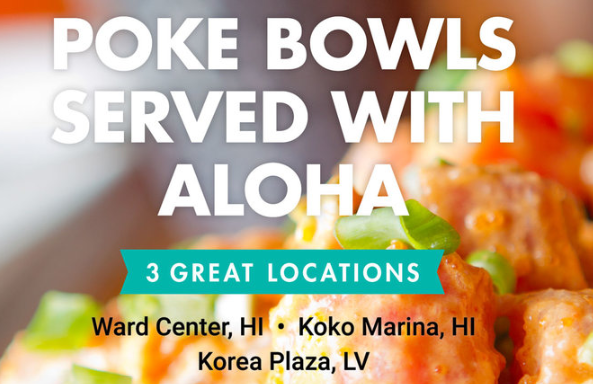 POKE BOWLS
SERVED WITH
ALOHA
3 GREAT LOCATIONS
Ward Center, HI • Koko Marina, HI
Korea Plaza, LV